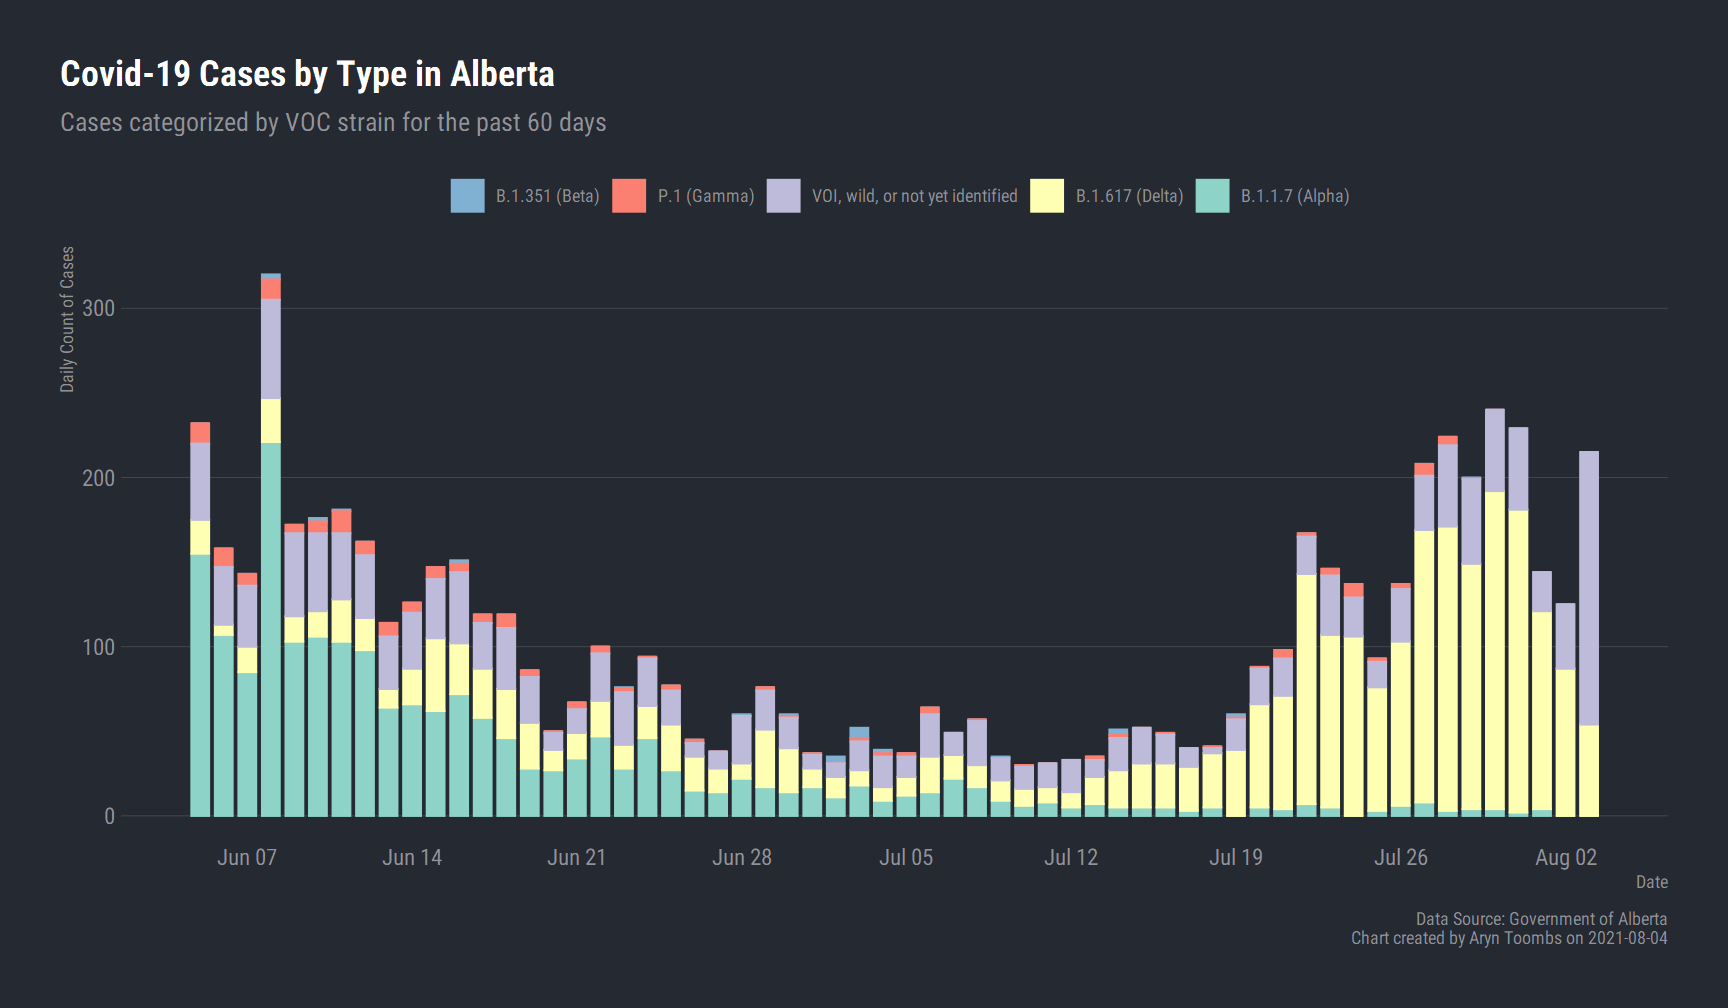 Covid-19 Cases by Type in Alberta
Cases categorized by VOC strain for the past 60 days
B.1.351 (Beta) P.1 (Gamma) VOI, wild, or not yet identified B.1.617 (Delta) B.1.1.7 (Alpha)
Daily Count of Cases
300
200
100
0
Jun 07 Jun 14 Jun 21 Jun 28 Jul 05 Jul 12 Jul 19 Jul 26 Aug 02
Date
Data Source: Government of Alberta
Chart created by Aryn Toombs on 2021-08-04